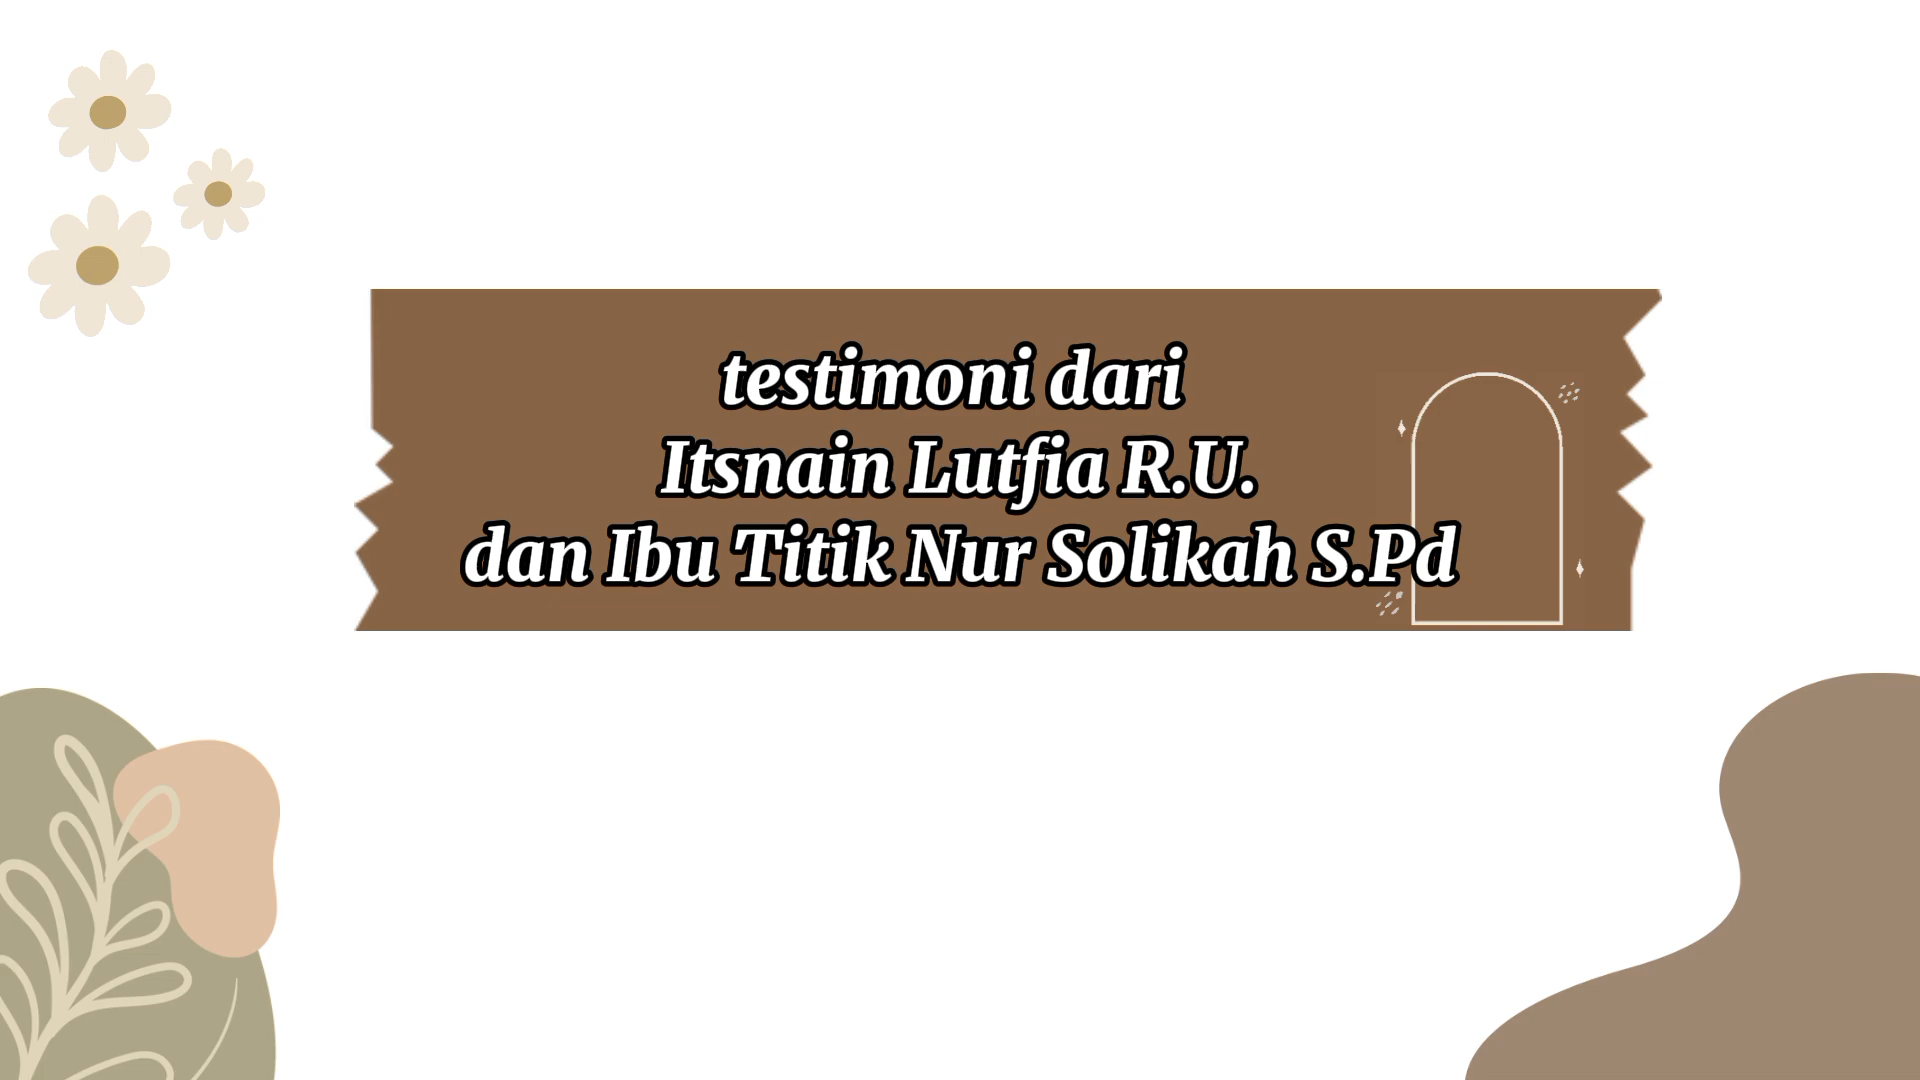 testimoni dari
Itsnain Lutfia R.U.
dan Ibu Titik Nur Solikah S.Pd